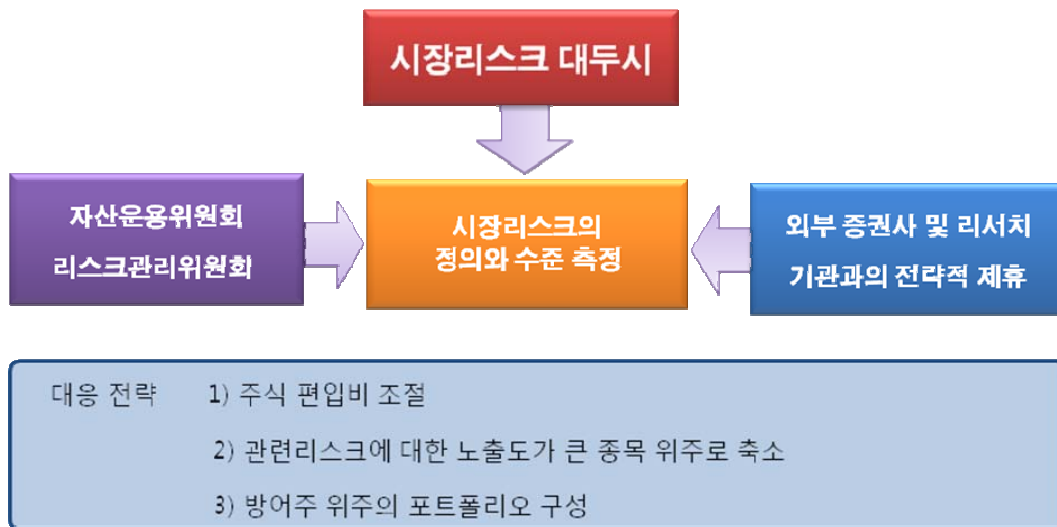 시장리스크 대두시
자산운용위원회
리스크관리위원회
시장리스크의
정의와 수준 측정
외부 증권사 및 리서치
기관과의 전략적 제휴
대응 전략 1) 주식 편입비 조절
2) 관련리스크에 대한 노출도가 큰 종목 위주로 축소
3) 방어주 위주의 포트폴리오 구성